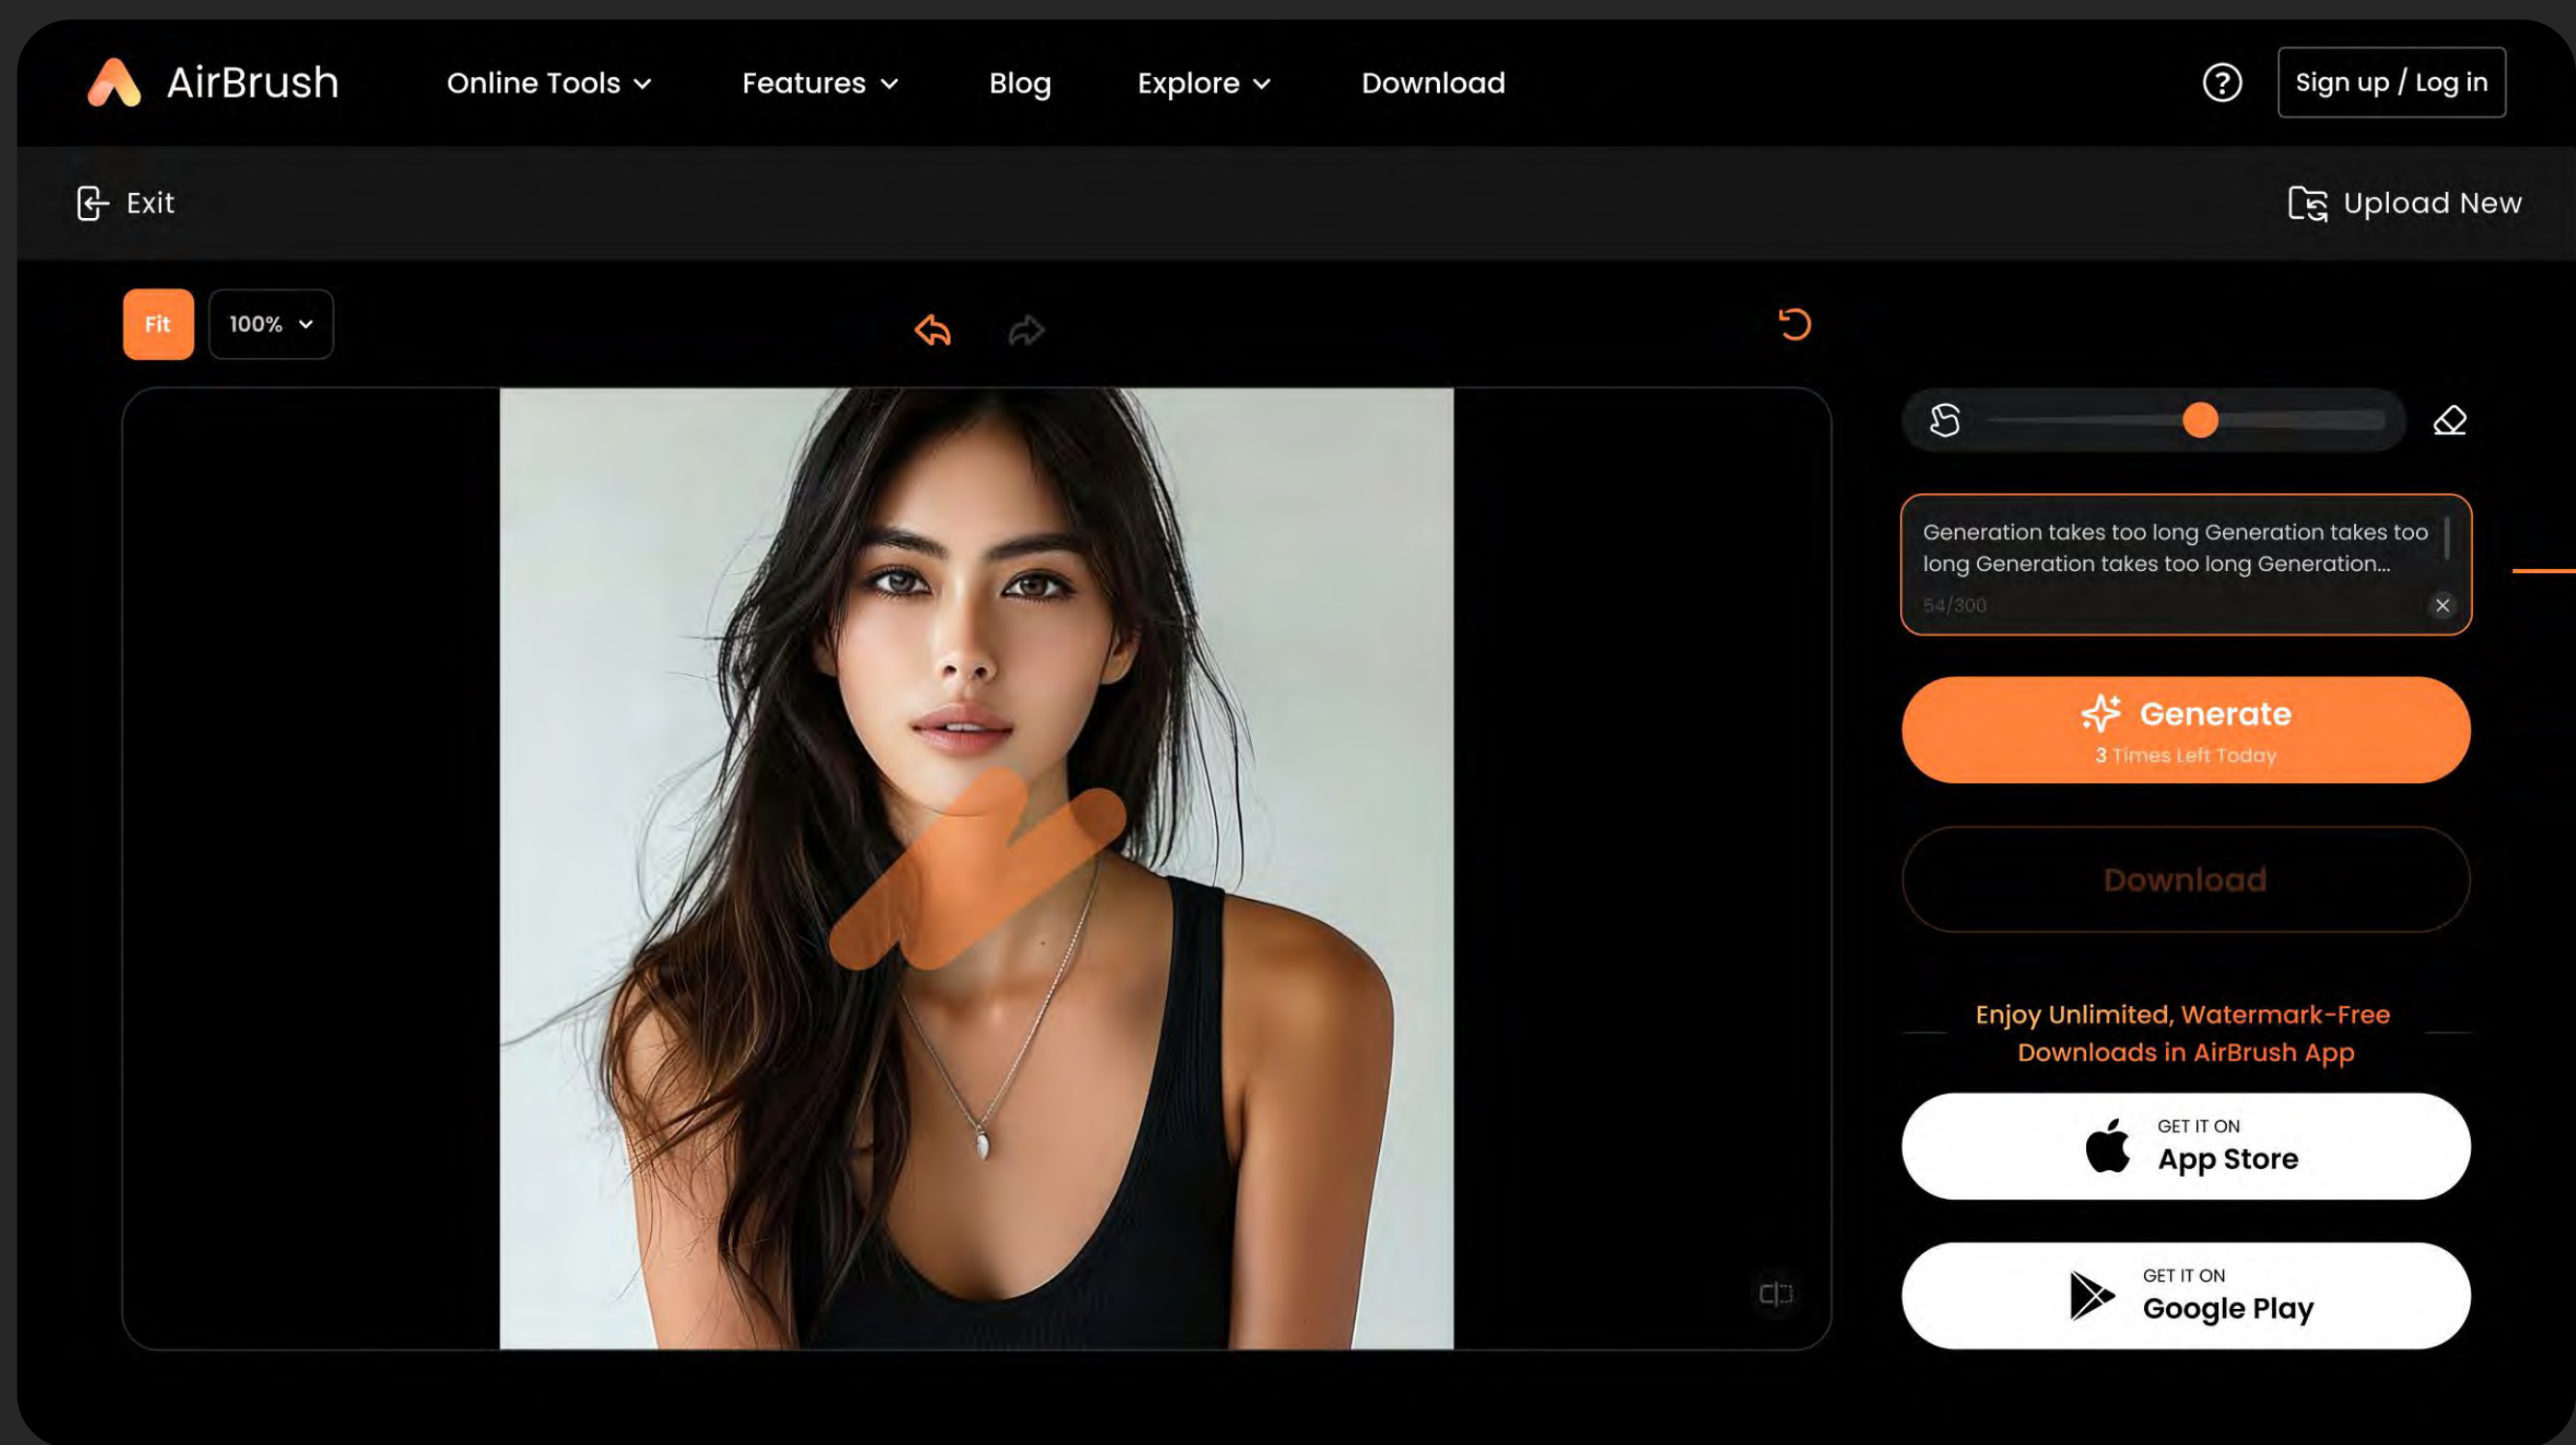 AirBrush
Online Tools
Features
Blog
Explore
Download
Sign up / Log in
Exit
Upload New
Fit
100%
Generation takes too long Generation takes too
long Generation takes too long Generation...
54/300
Generate
3 Times Left Today
Download
Enjoy Unlimited, Watermark-Free
Downloads in AirBrush App
GET IT ON
App Store
GET IT ON
Google Play